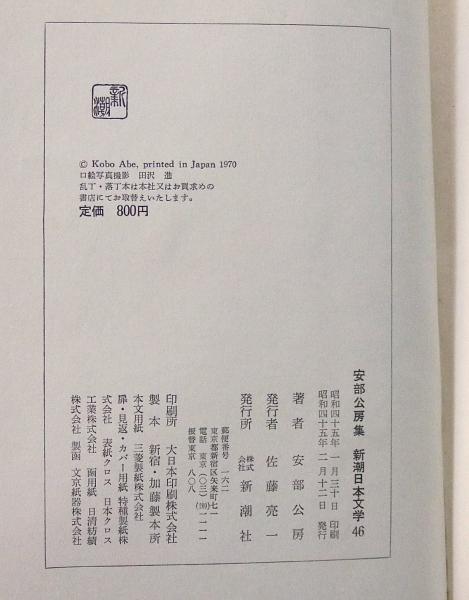 新潮
© Kobo Abe, printed in Japan 1970
口絵写真撮影　田沢　進
乱丁・落丁本は本社又はお買求めの
書店にてお取替えいたします。
定価 800円
安部公房集　新潮日本文学46
昭和四十五年　一月三十日　印刷
昭和四十五年　二月十二日　発行
著者　安部公房
発行者　佐藤亮一
発行所　株式会社　新潮社
郵便番号　一六二
東京都新宿区矢来町七一
電話　東京(〇三)(260)一一一一
振替東京　八〇八
印刷所　大日本印刷株式会社
製本　新宿・加藤製本所
本文用紙　三菱製紙株式会社
扉・見返・カバー用紙　特種製紙株
式会社　表紙クロス　日本クロス
工業株式会社　函用紙　日清紡績
株式会社　製函　文京紙器株式会社